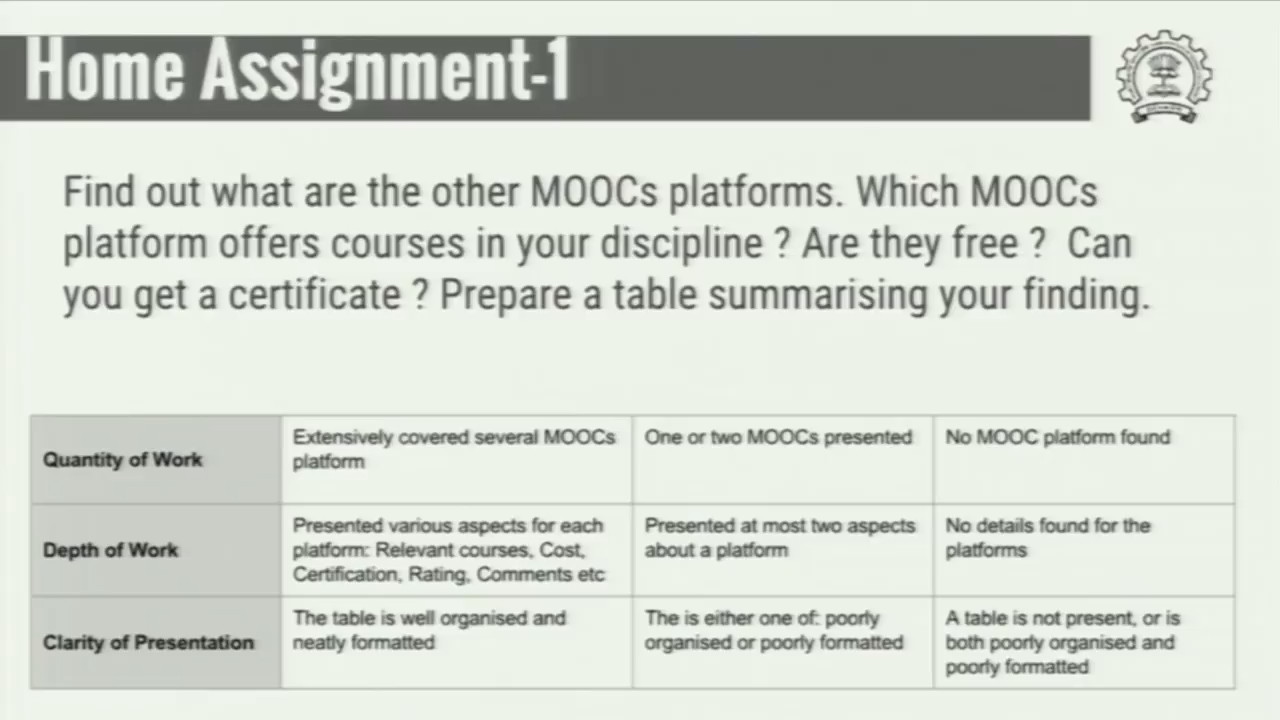 Home Assignment-1
Find out what are the other MOOCs platforms. Which MOOCs
platform offers courses in your discipline ? Are they free ? Can
you get a certificate ? Prepare a table summarising your finding.
Quantity of Work
Extensively covered several MOOCs
platform
One or two MOOCs presented
No MOOC platform found
Depth of Work
Presented various aspects for each
platform: Relevant courses, Cost,
Certification, Rating, Comments etc
Presented at most two aspects
about a platform
No details found for the
platforms
Clarity of Presentation
The table is well organised and
neatly formatted
The is either one of: poorly
organised or poorly formatted
A table is not present, or is
both poorly organised and
poorly formatted